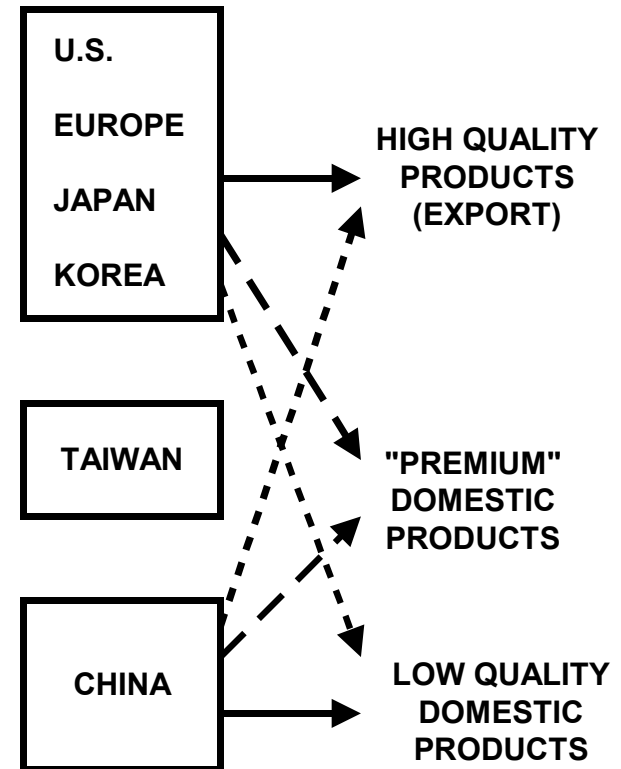 U.S.
EUROPE
JAPAN
KOREA
HIGH QUALITY
PRODUCTS
(EXPORT)
TAIWAN
"PREMIUM"
DOMESTIC
PRODUCTS
CHINA
LOW QUALITY
DOMESTIC
PRODUCTS